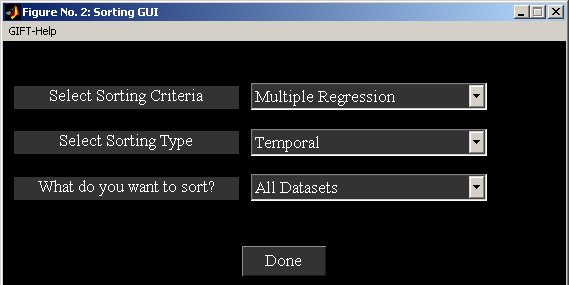 Figure No. 2: Sorting GUI
GIFT-Help
Select Sorting Criteria
Multiple Regression
Select Sorting Type
Temporal
What do you want to sort?
All Datasets
Done